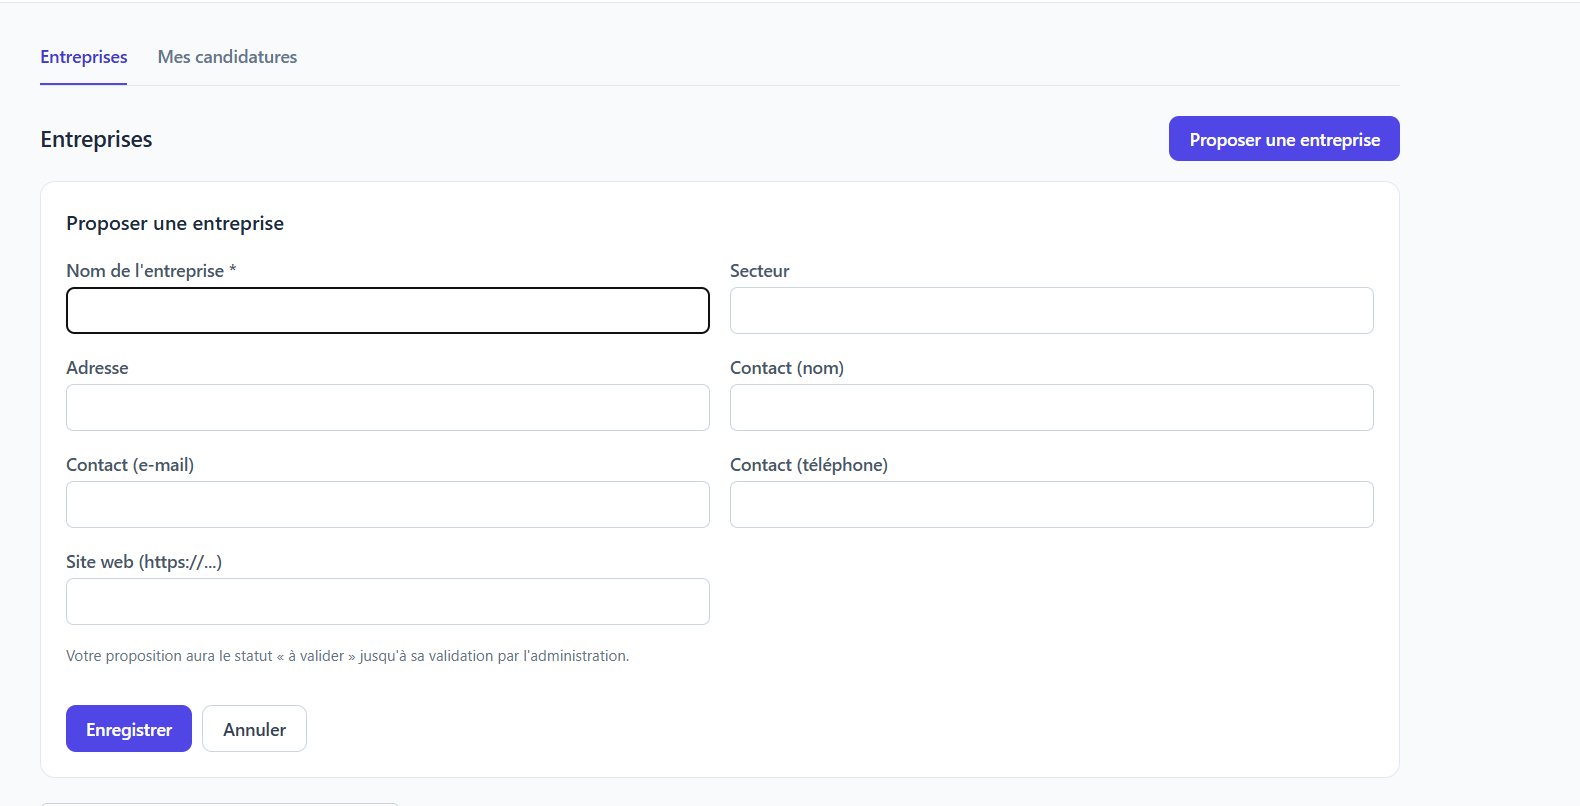 Entreprises Mes candidatures
Entreprises Proposer une entreprise
Proposer une entreprise
Nom de l'entreprise * Secteur
Adresse Contact (nom)
Contact (e-mail) Contact (téléphone)
Site web (https://...)
Votre proposition aura le statut « à valider » jusqu'à sa validation par l'administration.
Enregistrer Annuler